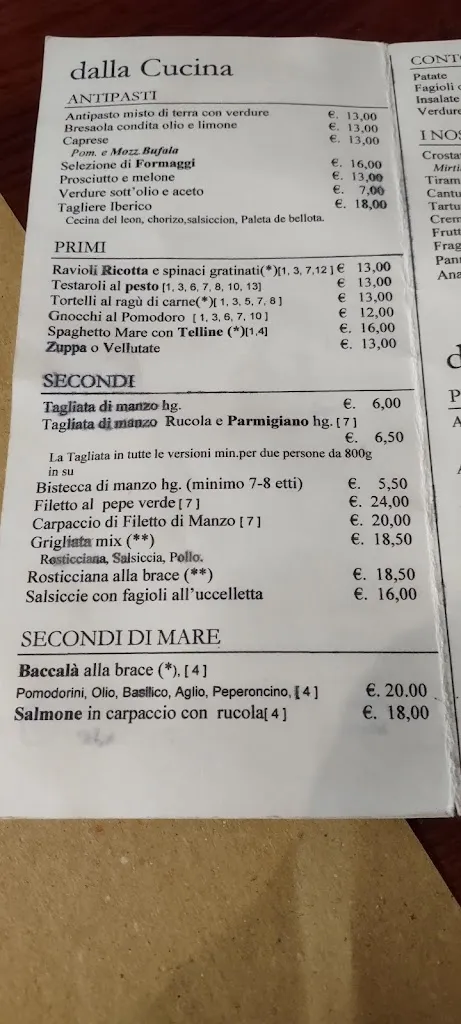 dalla Cucina
ANTIPASTI
Antipasto misto di terra con verdure €. 13,00
Bresaola condita olio e limone €. 13,00
Caprese €. 13,00
Pom. e Mozz.Bufala
Selezione di Formaggi €. 16,00
Prosciutto e melone €. 13,00
Verdure sott'olio e aceto €. 7,00
Tagliere Iberico €. 18,00
Cecina del leon, chorizo,salsiccion, Paleta de bellota.
PRIMI
Ravioli Ricotta e spinaci gratinati(*)[1, 3, 7,12] € 13,00
Testaroli al pesto [1, 3, 6, 7, 8, 10, 13] € 13,00
Tortelli al ragù di carne(*)[ 1, 3, 5, 7, 8 ] € 13,00
Gnocchi al Pomodoro [ 1, 3, 6, 7, 10 ] € 12,00
Spaghetto Mare con Telline (*)[1,4] €. 16,00
Zuppa o Vellutate €. 13,00
SECONDI
Tagliata di manzo hg. €. 6,00
Tagliata di manzo Rucola e Parmigiano hg. [ 7 ]
€. 6,50
La Tagliata in tutte le versioni min.per due persone da 800g
in su
Bistecca di manzo hg. (minimo 7-8 etti) €. 5,50
Filetto al pepe verde [ 7 ] €. 24,00
Carpaccio di Filetto di Manzo [ 7 ] €. 20,00
Grigliata mix (**) €. 18,50
Rosticciana, Salsiccia, Pollo.
Rosticciana alla brace (**) €. 18,50
Salsiccie con fagioli all'uccelletta €. 16,00
SECONDI DI MARE
Baccalà alla brace (*), [ 4 ]
Pomodorini, Olio, Basilico, Aglio, Peperoncino, [ 4 ] €. 20.00
Salmone in carpaccio con rucola[ 4 ] €. 18,00
CONT
Patate
Fagioli
Insalate
Verdure
I NOS
Crosta
Mirti
Tiram
Cantu
Tartu
Crem
Frutt
Frag
Pan
Ana
d
P
A